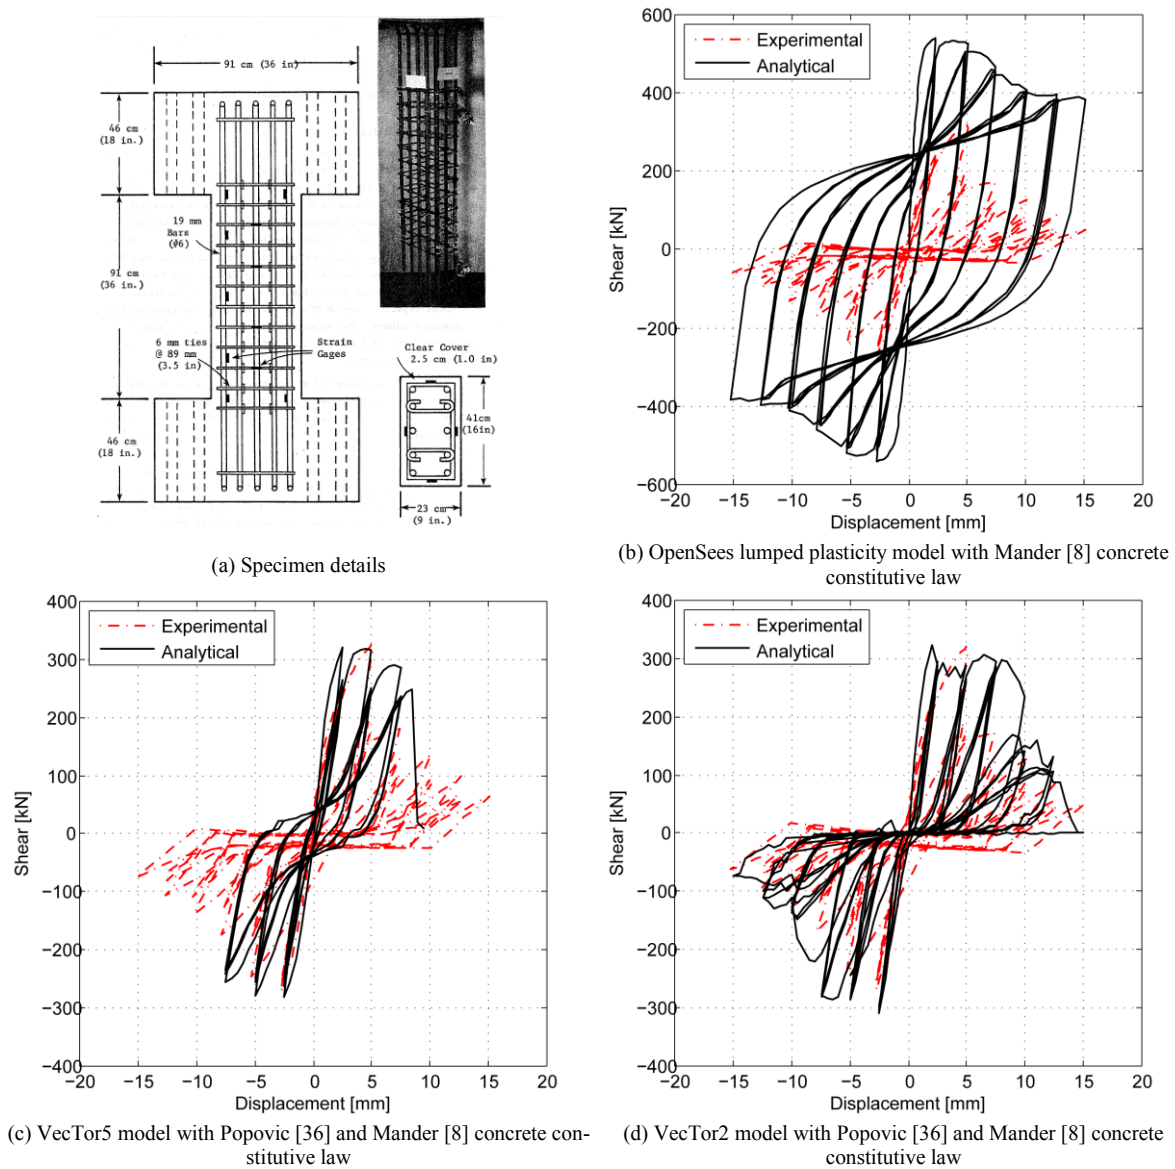 91 cm (36 in)
46 cm
(18 in.)
19 mm
Bars
(#6)
91 cm
(36 in.)
6 mm ties
@ 89 mm
(3.5 in)
Strain
Gages
46 cm
(18 in.)
Clear Cover
2.5 cm (1.0 in)
41cm
(16in)
23 cm
(9 in.)
(a) Specimen details
600
400
200
0
−200
−400
−600
Shear [kN]
Experimental
Analytical
−20
−15
−10
−5
0
5
10
15
20
Displacement [mm]
(b) OpenSees lumped plasticity model with Mander [8] concrete
constitutive law
400
300
200
100
0
−100
−200
−300
−400
Shear [kN]
Experimental
Analytical
−20
−15
−10
−5
0
5
10
15
20
Displacement [mm]
(c) VecTor5 model with Popovic [36] and Mander [8] concrete con-
stitutive law
400
300
200
100
0
−100
−200
−300
−400
Shear [kN]
Experimental
Analytical
−20
−15
−10
−5
0
5
10
15
20
Displacement [mm]
(d) VecTor2 model with Popovic [36] and Mander [8] concrete
constitutive law